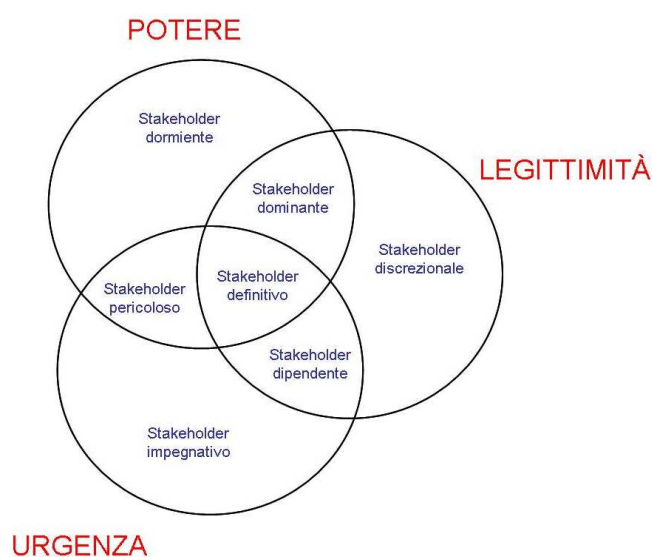 POTERE
Stakeholder
dormiente
LEGITTIMITÀ
Stakeholder
dominante
Stakeholder
discrezionale
Stakeholder
pericoloso
Stakeholder
definitivo
Stakeholder
dipendente
Stakeholder
impegnativo
URGENZA